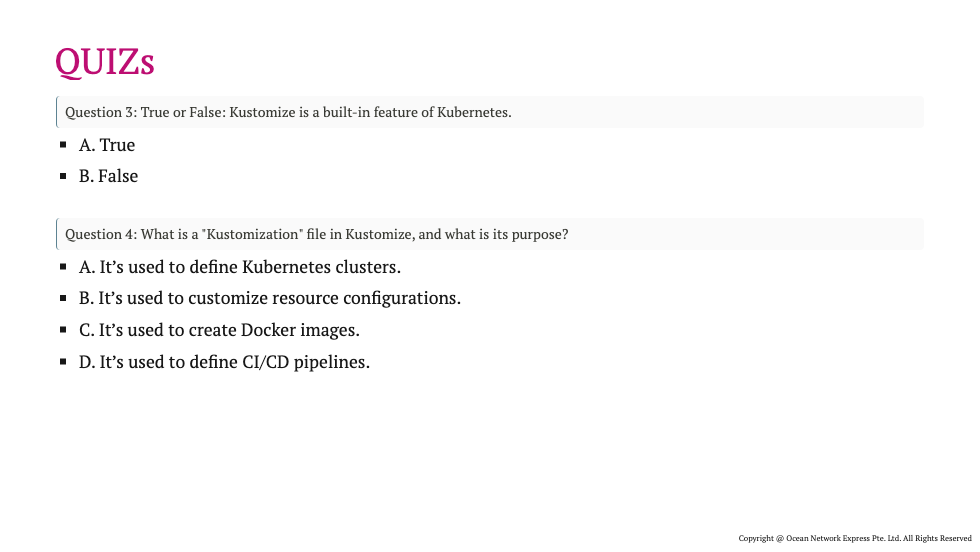 QUIZs
Question 3: True or False: Kustomize is a built-in feature of Kubernetes.
▪ A. True
▪ B. False
Question 4: What is a "Kustomization" file in Kustomize, and what is its purpose?
▪ A. It’s used to define Kubernetes clusters.
▪ B. It’s used to customize resource configurations.
▪ C. It’s used to create Docker images.
▪ D. It’s used to define CI/CD pipelines.
Copyright @ Ocean Network Express Pte. Ltd. All Rights Reserved